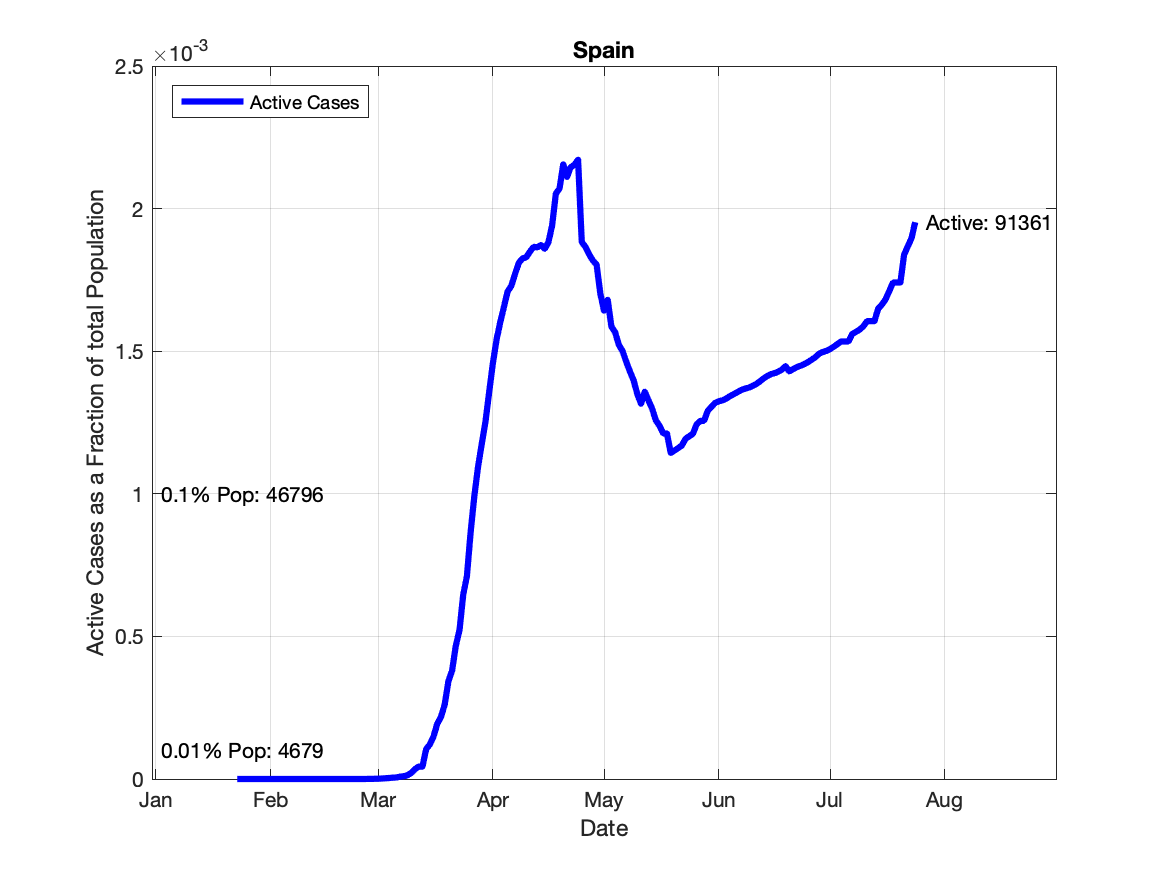 Spain
×10^-3
2.5
2
1.5
1
0.5
0
Active Cases
Active: 91361
0.1% Pop: 46796
0.01% Pop: 4679
Active Cases as a Fraction of total Population
Jan Feb Mar Apr May Jun Jul Aug
Date